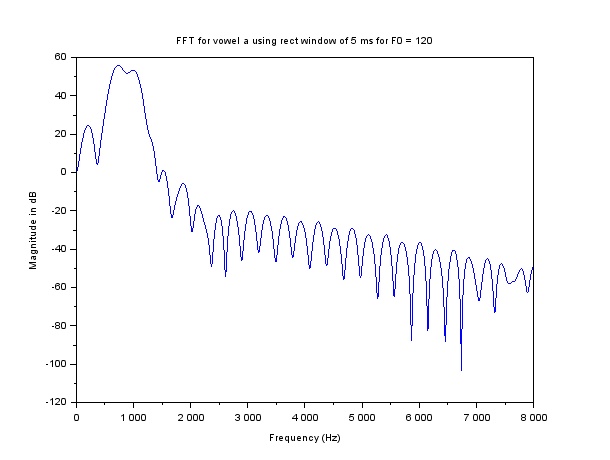 FFT for vowel a using rect window of 5 ms for F0 = 120
60
40
20
0
-20
-40
-60
-80
-100
-120
Magnitude in dB
0 1 000 2 000 3 000 4 000 5 000 6 000 7 000 8 000
Frequency (Hz)